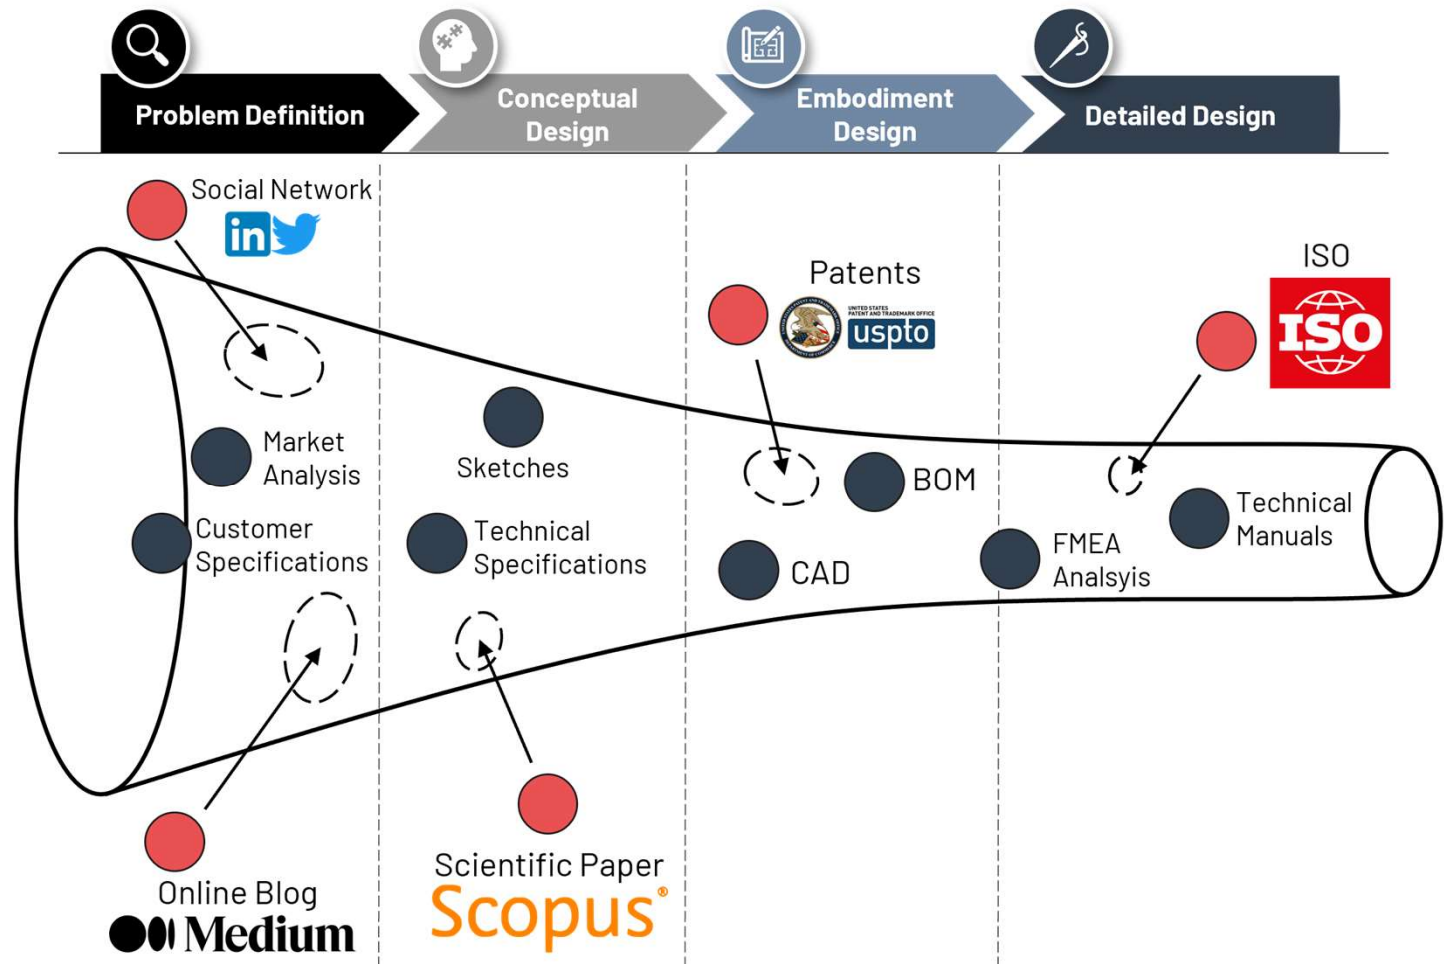 Problem Definition
Conceptual
Design
Embodiment
Design
Detailed Design
Social Network
in
Patents
UNITED STATES
PATENT AND TRADEMARK OFFICE
uspto
ISO
ISO
Market
Analysis
Sketches
BOM
Customer
Specifications
Technical
Specifications
CAD
FMEA
Analsyis
Technical
Manuals
Online Blog
Medium
Scientific Paper
Scopus®